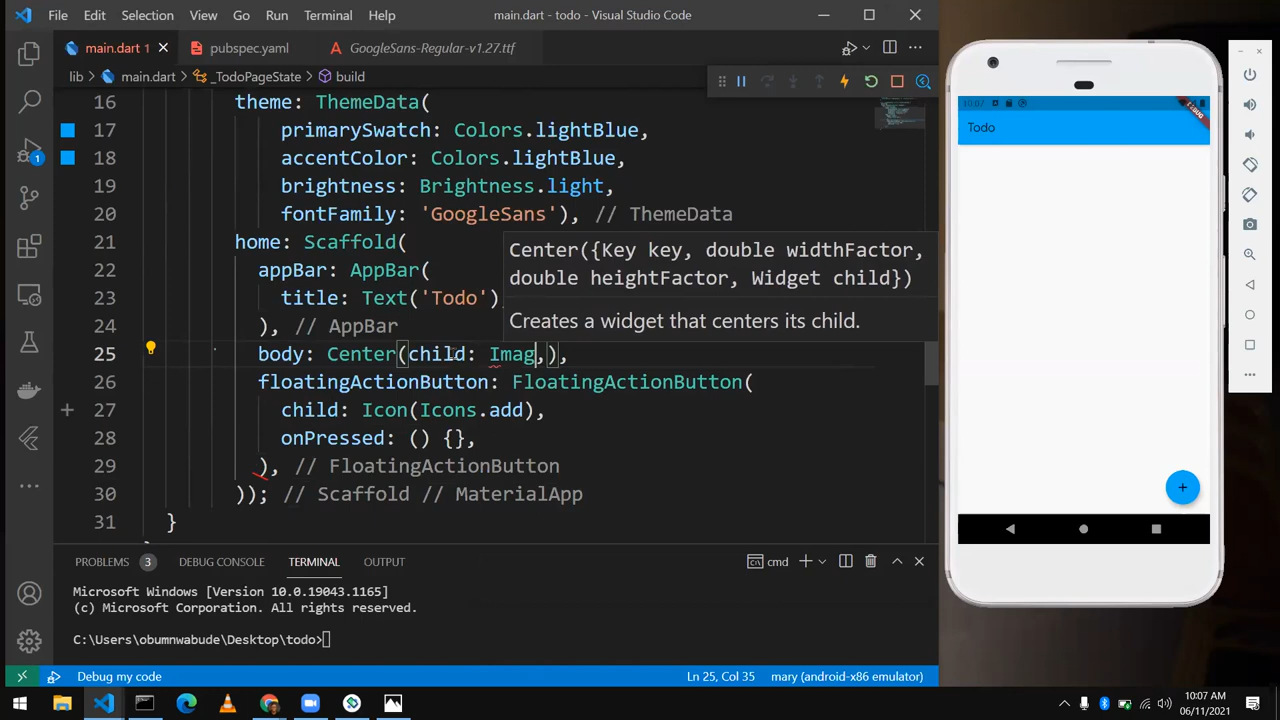 File Edit Selection View Go Run Terminal Help main.dart - todo - Visual Studio Code
main.dart 1 pubspec.yaml GoogleSans-Regular-v1.27.ttf
lib > main.dart > _TodoPageState > build
16 theme: ThemeData(
17 primarySwatch: Colors.lightBlue,
18 accentColor: Colors.lightBlue,
19 brightness: Brightness.light,
20 fontFamily: 'GoogleSans'), // ThemeData
21 home: Scaffold(
22 appBar: AppBar(
23 title: Text('Todo')
24 ), // AppBar
25 body: Center(child: Imag,),
26 floatingActionButton: FloatingActionButton(
27 child: Icon(Icons.add),
28 onPressed: () {},
29 ), // FloatingActionButton
30 )); // Scaffold // MaterialApp
31 }
Center({Key key, double widthFactor,
double heightFactor, Widget child})
Creates a widget that centers its child.
1
PROBLEMS 3 DEBUG CONSOLE TERMINAL OUTPUT cmd
Microsoft Windows [Version 10.0.19043.1165]
(c) Microsoft Corporation. All rights reserved.
C:\Users\obumnwabude\Desktop\todo>
Debug my code Ln 25, Col 35 mary (android-x86 emulator)
10:07
DEBUG
Todo
10:07 AM
06/11/2021